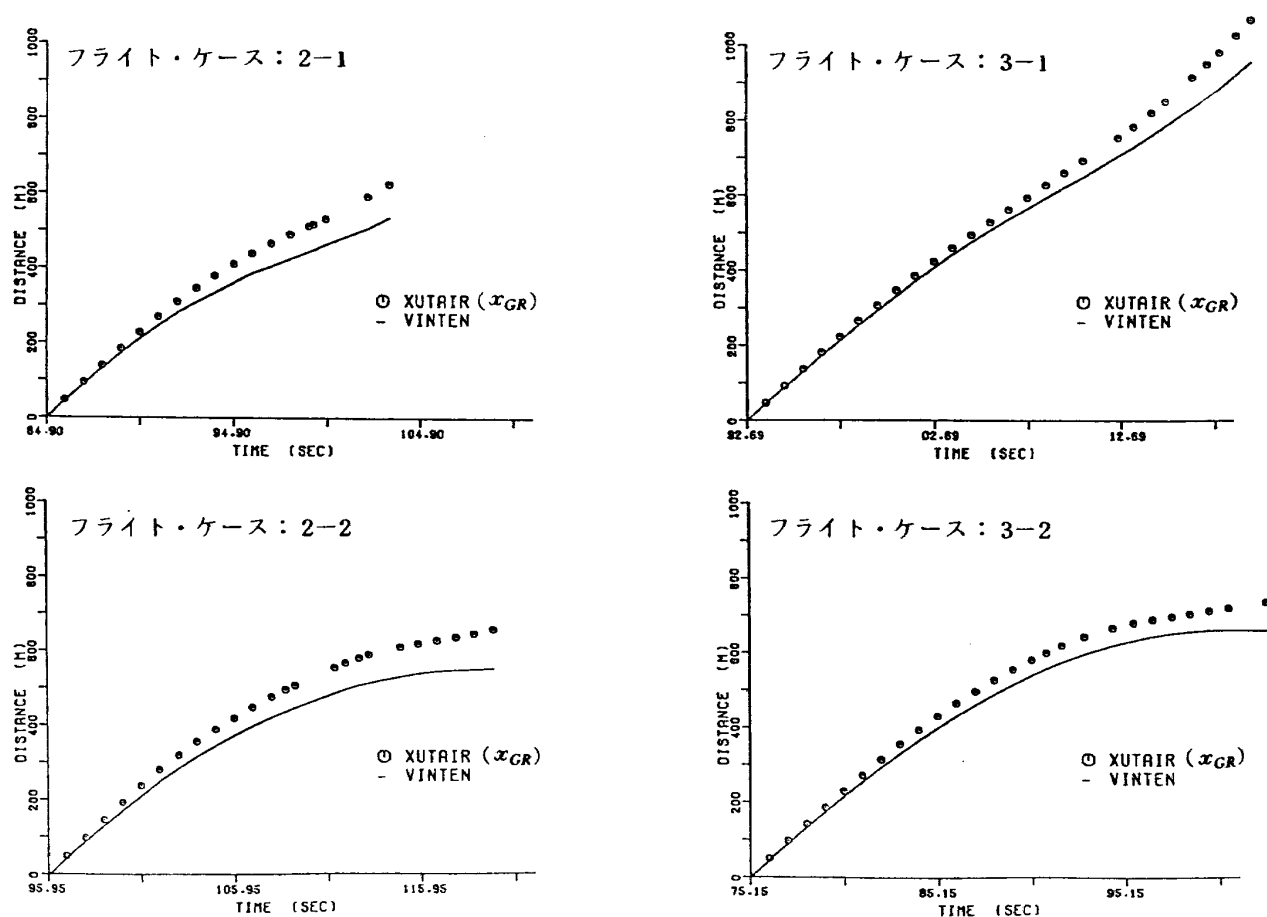 フライト・ケース：2-1
DISTANCE (M)
0
200
400
600
800
1000
84.90
94.90
104.90
TIME (SEC)
XUTAIR (xGR)
VINTEN
フライト・ケース：3-1
DISTANCE (M)
0
200
400
600
800
1000
92.69
02.69
12.69
TIME (SEC)
XUTAIR (xGR)
VINTEN
フライト・ケース：2-2
DISTANCE (M)
0
200
400
600
800
1000
95.95
105.95
115.95
TIME (SEC)
XUTAIR (xGR)
VINTEN
フライト・ケース：3-2
DISTANCE (M)
0
200
400
600
800
1000
75.15
85.15
95.15
TIME (SEC)
XUTAIR (xGR)
VINTEN